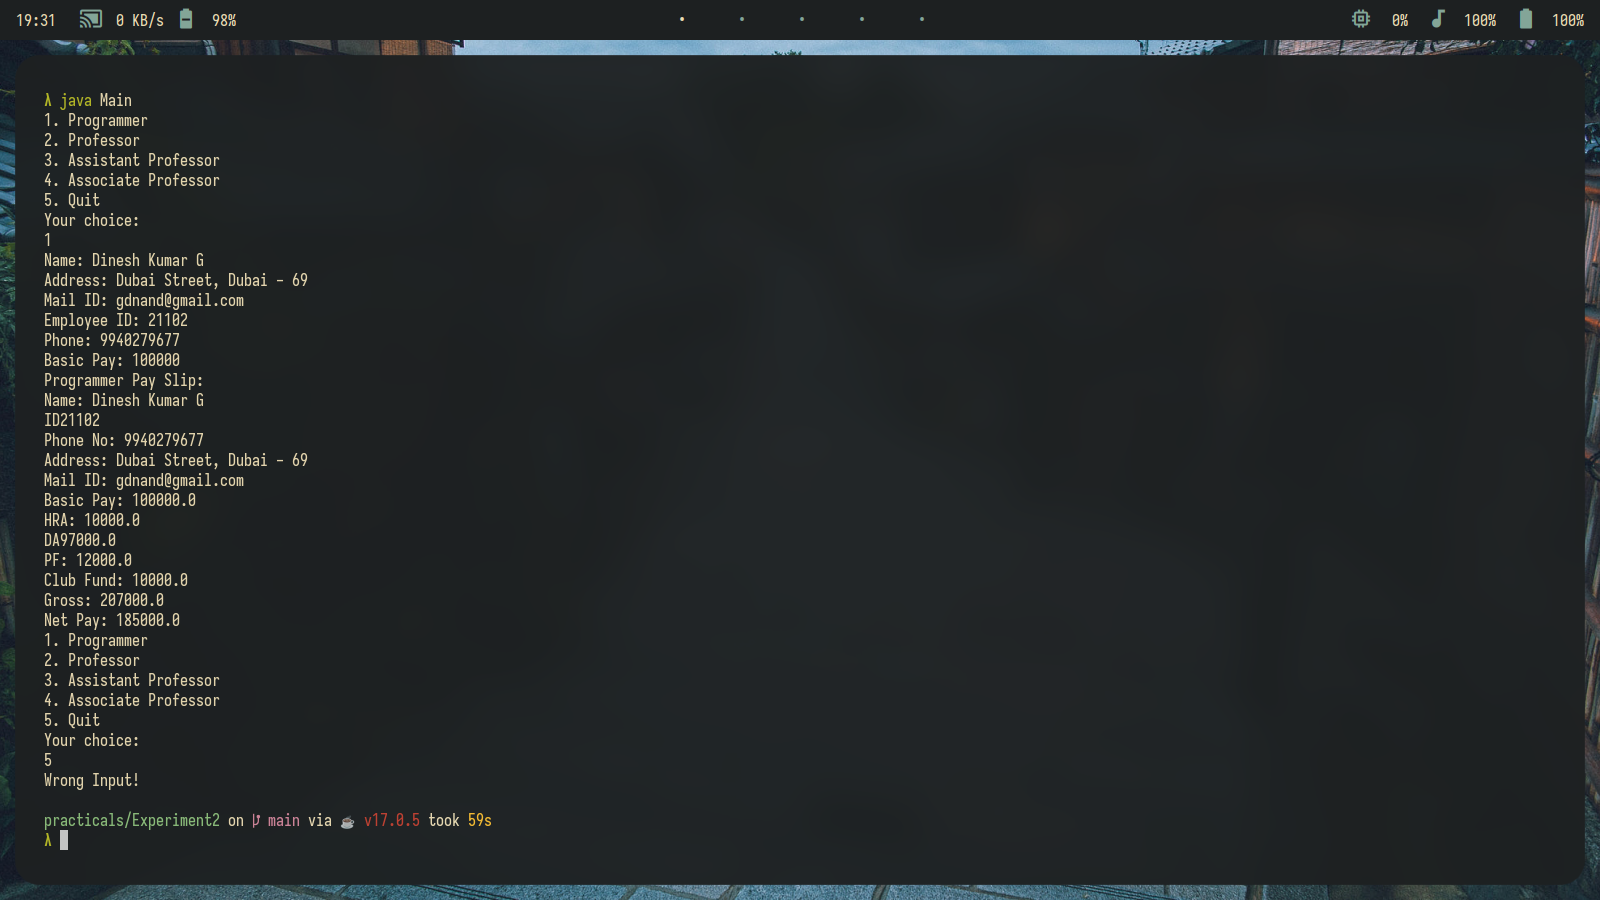 19:31 0 KB/s 98% 0% 100% 100%
λ java Main
1. Programmer
2. Professor
3. Assistant Professor
4. Associate Professor
5. Quit
Your choice:
1
Name: Dinesh Kumar G
Address: Dubai Street, Dubai - 69
Mail ID: gdnand@gmail.com
Employee ID: 21102
Phone: 9940279677
Basic Pay: 100000
Programmer Pay Slip:
Name: Dinesh Kumar G
ID21102
Phone No: 9940279677
Address: Dubai Street, Dubai - 69
Mail ID: gdnand@gmail.com
Basic Pay: 100000.0
HRA: 10000.0
DA97000.0
PF: 12000.0
Club Fund: 10000.0
Gross: 207000.0
Net Pay: 185000.0
1. Programmer
2. Professor
3. Assistant Professor
4. Associate Professor
5. Quit
Your choice:
5
Wrong Input!
practicals/Experiment2 on main via ☕ v17.0.5 took 59s
λ